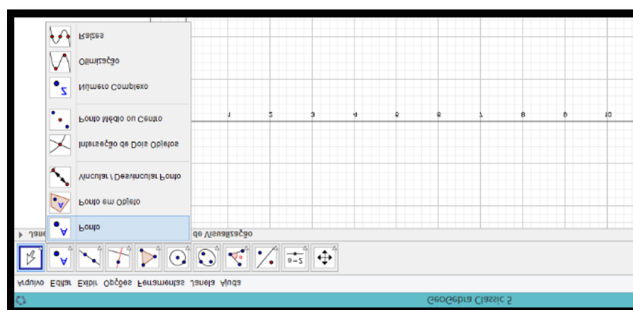 GeoGebra Classic 5
Arquivo Editar Exibir Opções Ferramentas Janela Ajuda
A a=2
de Visualização
A Ponto
A Ponto em Objeto
Vincular / Desvincular Ponto
Interseção de Dois Objetos
Ponto Médio ou Centro
Z Número Complexo
Otimização
Raízes
1 2 3 4 5 6 7 8 9 10